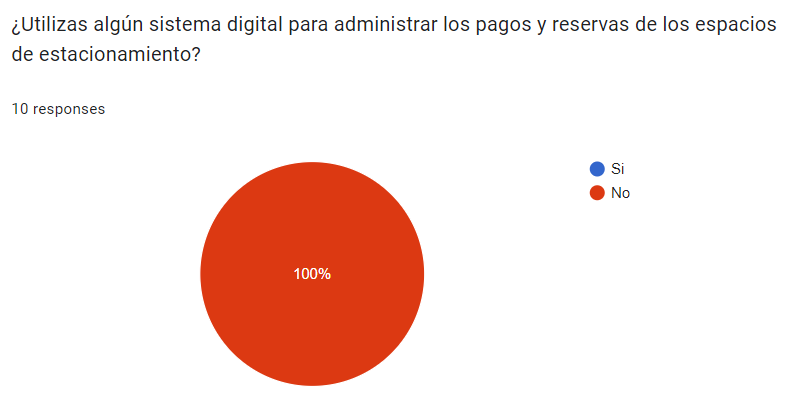 ¿Utilizas algún sistema digital para administrar los pagos y reservas de los espacios
de estacionamiento?
10 responses
Si
No
100%